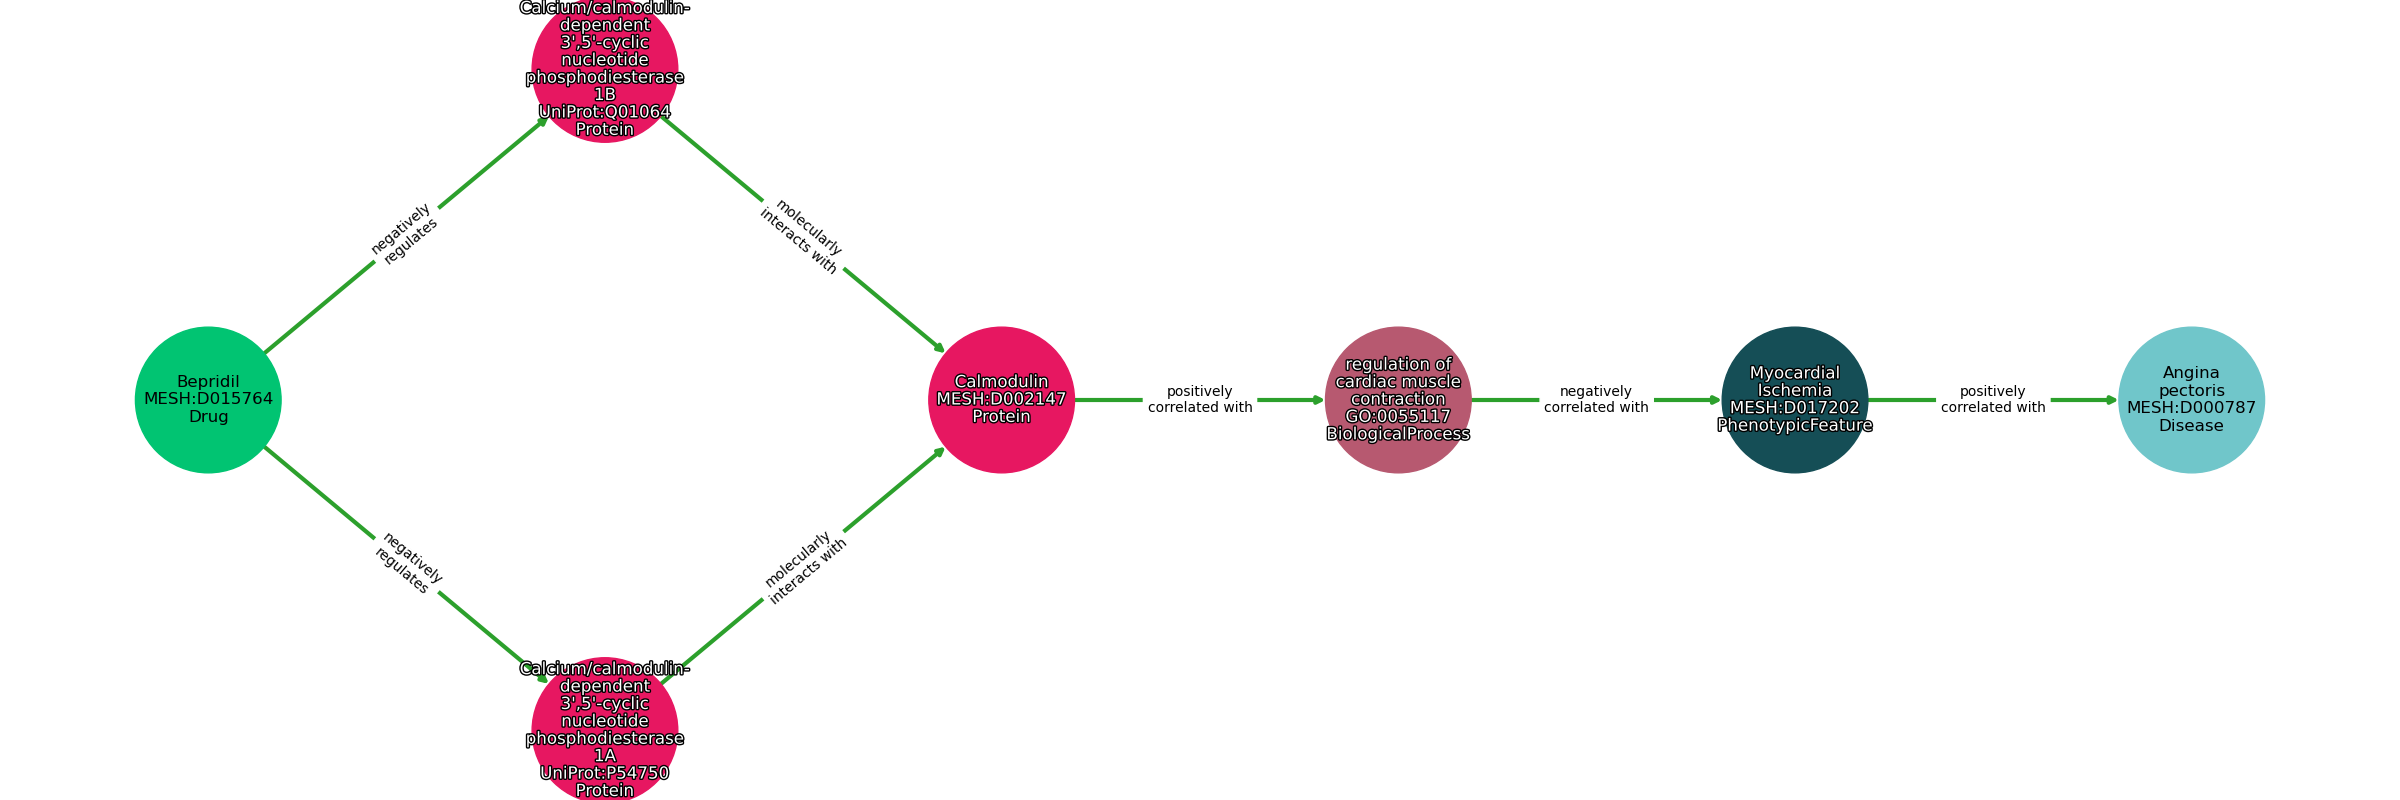 Calcium/calmodulin-
dependent
3',5'-cyclic
nucleotide
phosphodiesterase
1B
UniProt:Q01064
Protein
negatively
regulates
molecularly
interacts with
Bepridil
MESH:D015764
Drug
Calmodulin
MESH:D002147
Protein
positively
correlated with
regulation of
cardiac muscle
contraction
GO:0055117
BiologicalProcess
negatively
correlated with
Myocardial
Ischemia
MESH:D017202
PhenotypicFeature
positively
correlated with
Angina
pectoris
MESH:D000787
Disease
negatively
regulates
molecularly
interacts with
Calcium/calmodulin-
dependent
3',5'-cyclic
nucleotide
phosphodiesterase
1A
UniProt:P54750
Protein